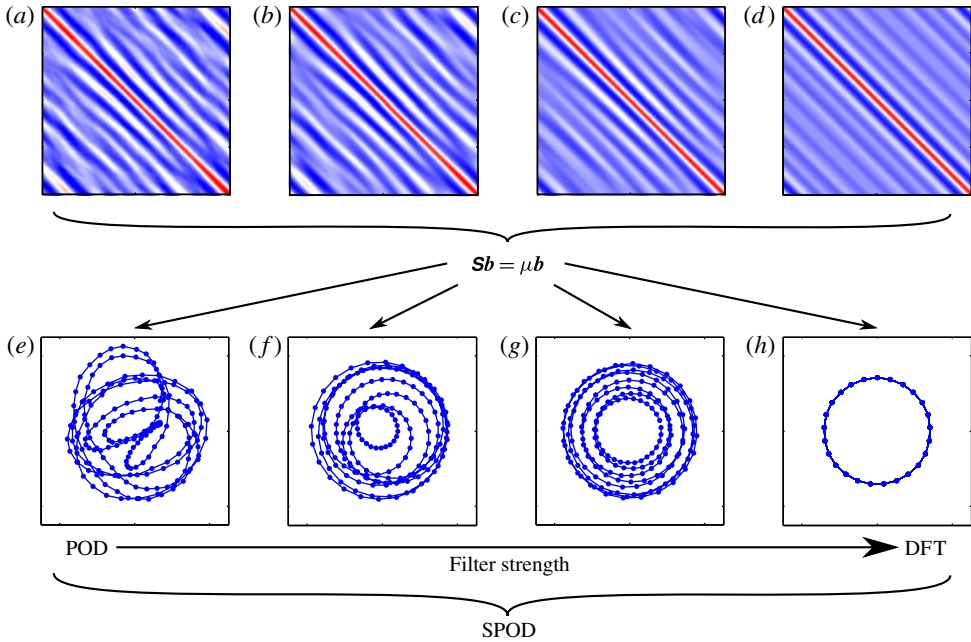 (a) (b) (c) (d)
Sb = μb
(e) (f) (g) (h)
POD DFT
Filter strength
SPOD